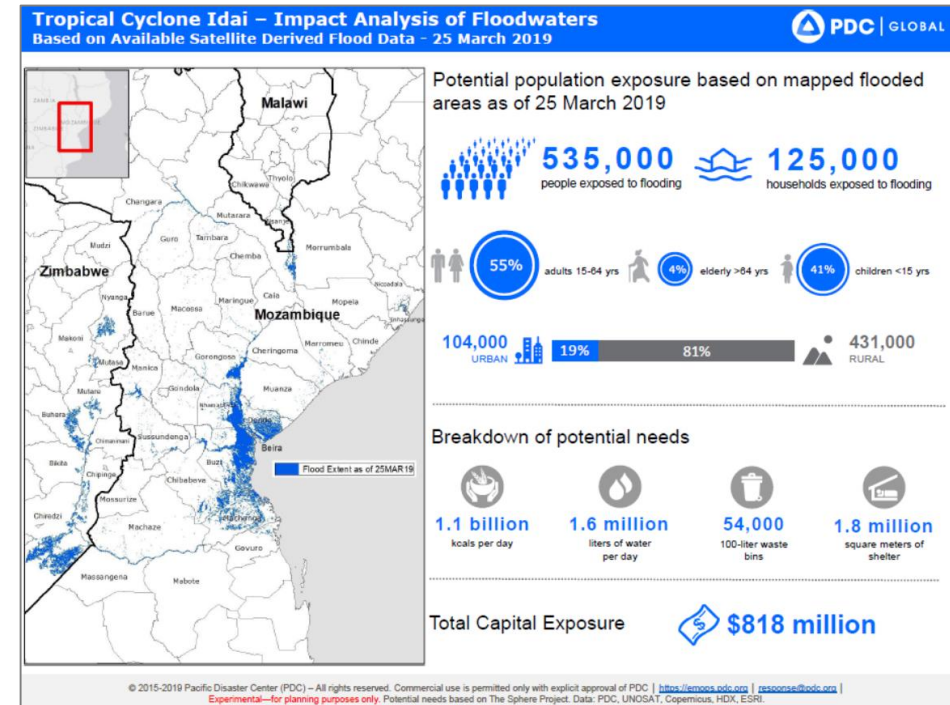 Tropical Cyclone Idai – Impact Analysis of Floodwaters
Based on Available Satellite Derived Flood Data - 25 March 2019
PDC | GLOBAL
ZAMBIA
MOZAMBIQUE
Malawi
Thyolo
Chikwawa
Nsanje
Changara
Mutarara
Mudzi
Goro
Tambara
Morrumbala
Chemba
Zimbabwe
Nyanga
Caia
Maringue
Mopeia
Barue
Macossa
Mozambique
Makoni
Marromeu
Chinde
Cheringoma
Gorongosa
Mutasa
Manica
Gondola
Muanza
Mutare
Buhera
Dondo
Chimanimani
Sussundenga
Beira
Buzi
Bikita
Chipinge
Chibabava
Flood Extent as of 25MAR19
Mossurize
Chiredzi
Machanga
Machaze
Govuro
Massangena
Mabote
Potential population exposure based on mapped flooded
areas as of 25 March 2019
535,000
people exposed to flooding
125,000
households exposed to flooding
55%
adults 15-64 yrs
4%
elderly >64 yrs
41%
children <15 yrs
104,000
URBAN
19%
81%
431,000
RURAL
Breakdown of potential needs
1.1 billion
kcals per day
1.6 million
liters of water
per day
54,000
100-liter waste
bins
1.8 million
square meters of
shelter
Total Capital Exposure
$818 million
© 2015-2019 Pacific Disaster Center (PDC) – All rights reserved. Commercial use is permitted only with explicit approval of PDC | https://emops.pdc.org | response@pdc.org |
Experimental—for planning purposes only. Potential needs based on The Sphere Project. Data: PDC, UNOSAT, Copernicus, HDX, ESRI.